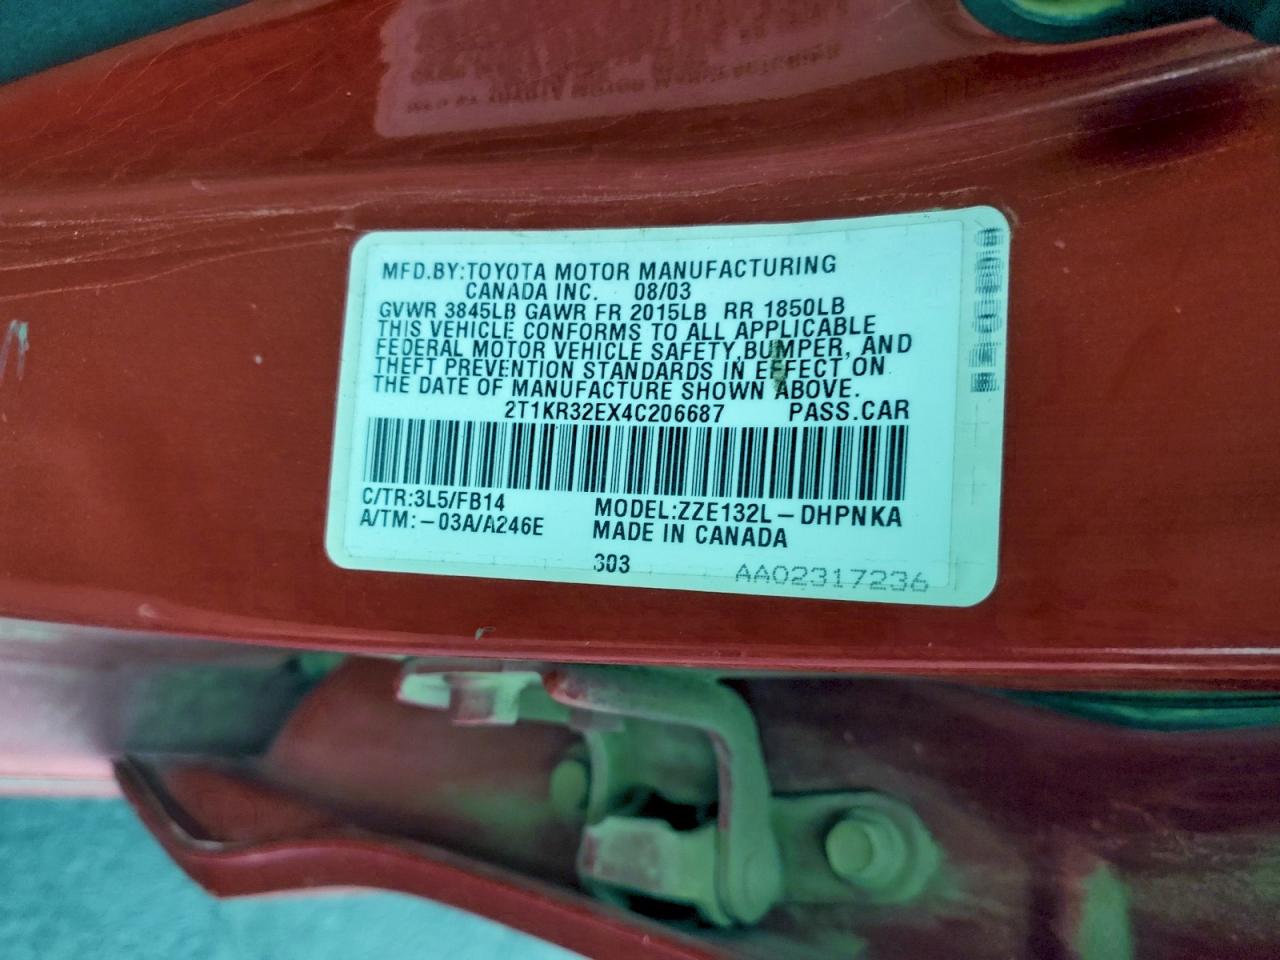 MFD.BY:TOYOTA MOTOR MANUFACTURING
CANADA INC. 08/03
GVWR 3845LB GAWR FR 2015LB RR 1850LB
THIS VEHICLE CONFORMS TO ALL APPLICABLE
FEDERAL MOTOR VEHICLE SAFETY,BUMPER, AND
THEFT PREVENTION STANDARDS IN EFFECT ON
THE DATE OF MANUFACTURE SHOWN ABOVE.
2T1KR32EX4C206687 PASS.CAR
C/TR:3L5/FB14 MODEL:ZZE132L-DHPNKA
A/TM:-03A/A246E MADE IN CANADA
303 AA02317236